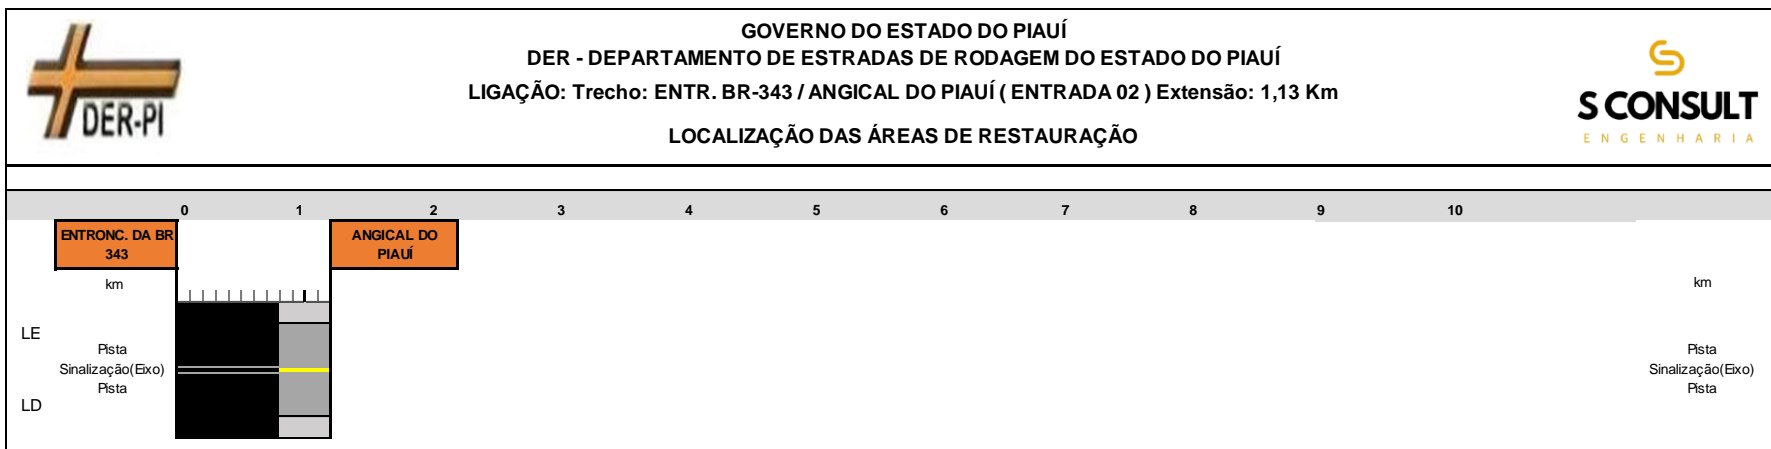 GOVERNO DO ESTADO DO PIAUÍ
DER - DEPARTAMENTO DE ESTRADAS DE RODAGEM DO ESTADO DO PIAUÍ
LIGAÇÃO: Trecho: ENTR. BR-343 / ANGICAL DO PIAUÍ ( ENTRADA 02 ) Extensão: 1,13 Km
LOCALIZAÇÃO DAS ÁREAS DE RESTAURAÇÃO
DER-PI
S CONSULT
ENGENHARIA
0 1 2 3 4 5 6 7 8 9 10
ENTRONC. DA BR
343
ANGICAL DO
PIAUÍ
km
km
LE
Pista
Sinalização(Eixo)
Pista
LD
Pista
Sinalização(Eixo)
Pista